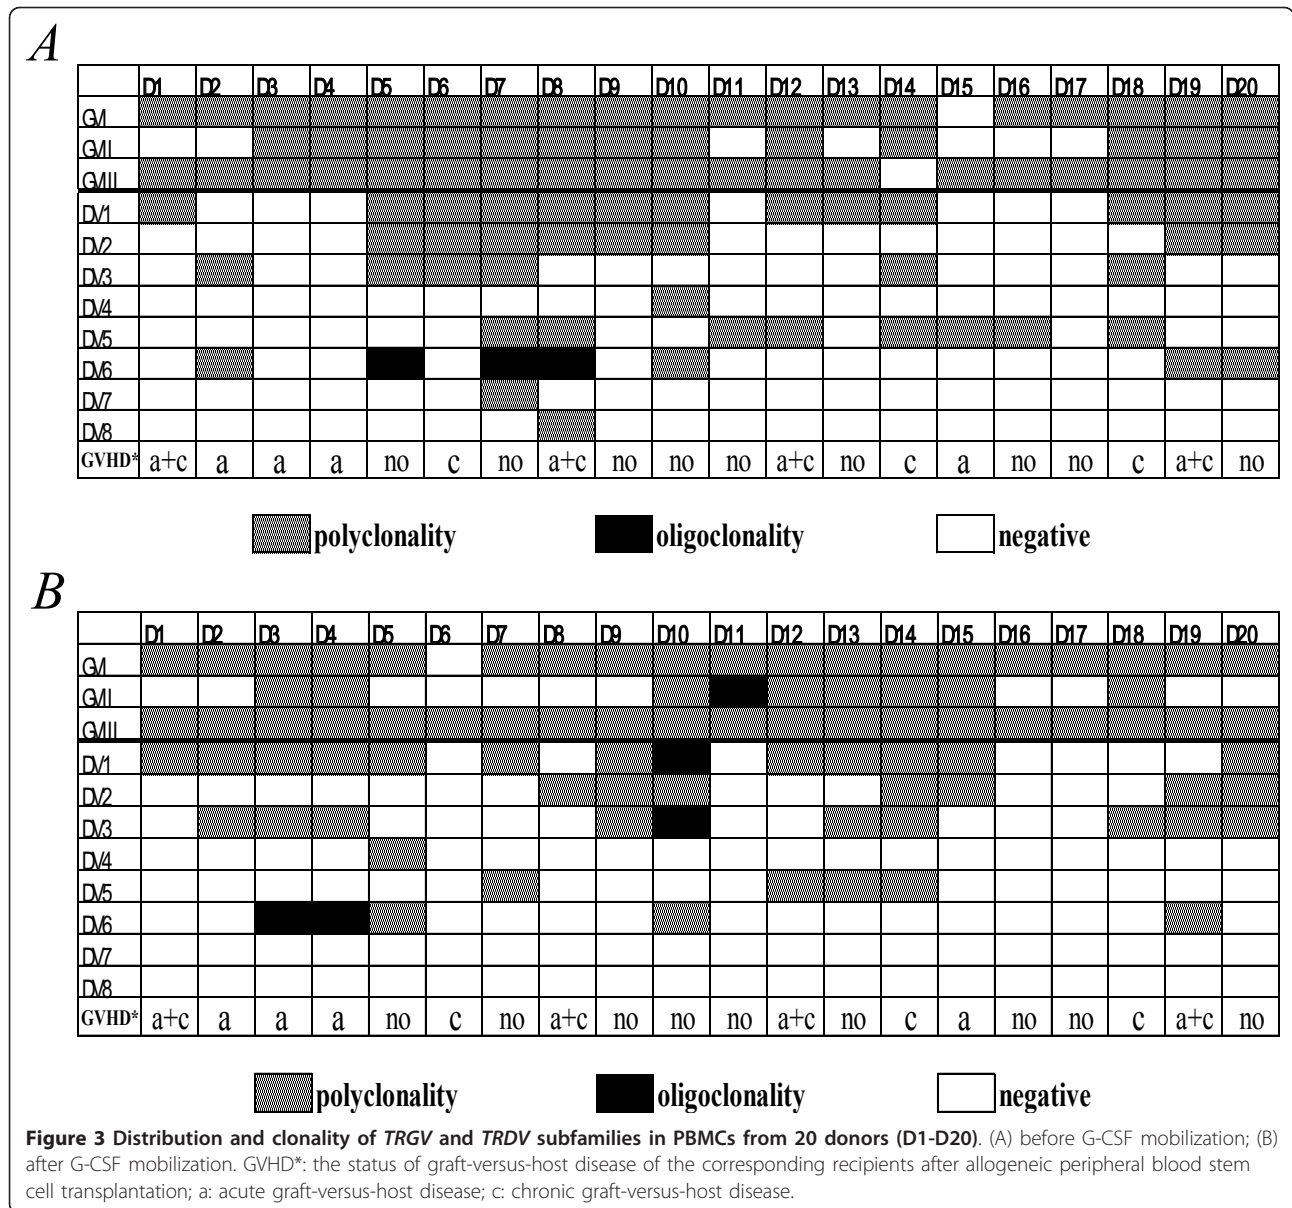 A
D1 D2 D3 D4 D5 D6 D7 D8 D9 D10 D11 D12 D13 D14 D15 D16 D17 D18 D19 D20
GVI
GVII
GVIII
DV1
DV2
DV3
DV4
DV5
DV6
DV7
DV8
GVHD* a+c a a a no c no a+c no no no a+c no c a no no c a+c no
polyclonality oligoclonality negative
B
D1 D2 D3 D4 D5 D6 D7 D8 D9 D10 D11 D12 D13 D14 D15 D16 D17 D18 D19 D20
GVI
GVII
GVIII
DV1
DV2
DV3
DV4
DV5
DV6
DV7
DV8
GVHD* a+c a a a no c no a+c no no no a+c no c a no no c a+c no
polyclonality oligoclonality negative
Figure 3 Distribution and clonality of TRGV and TRDV subfamilies in PBMCs from 20 donors (D1-D20). (A) before G-CSF mobilization; (B)
after G-CSF mobilization. GVHD*: the status of graft-versus-host disease of the corresponding recipients after allogeneic peripheral blood stem
cell transplantation; a: acute graft-versus-host disease; c: chronic graft-versus-host disease.